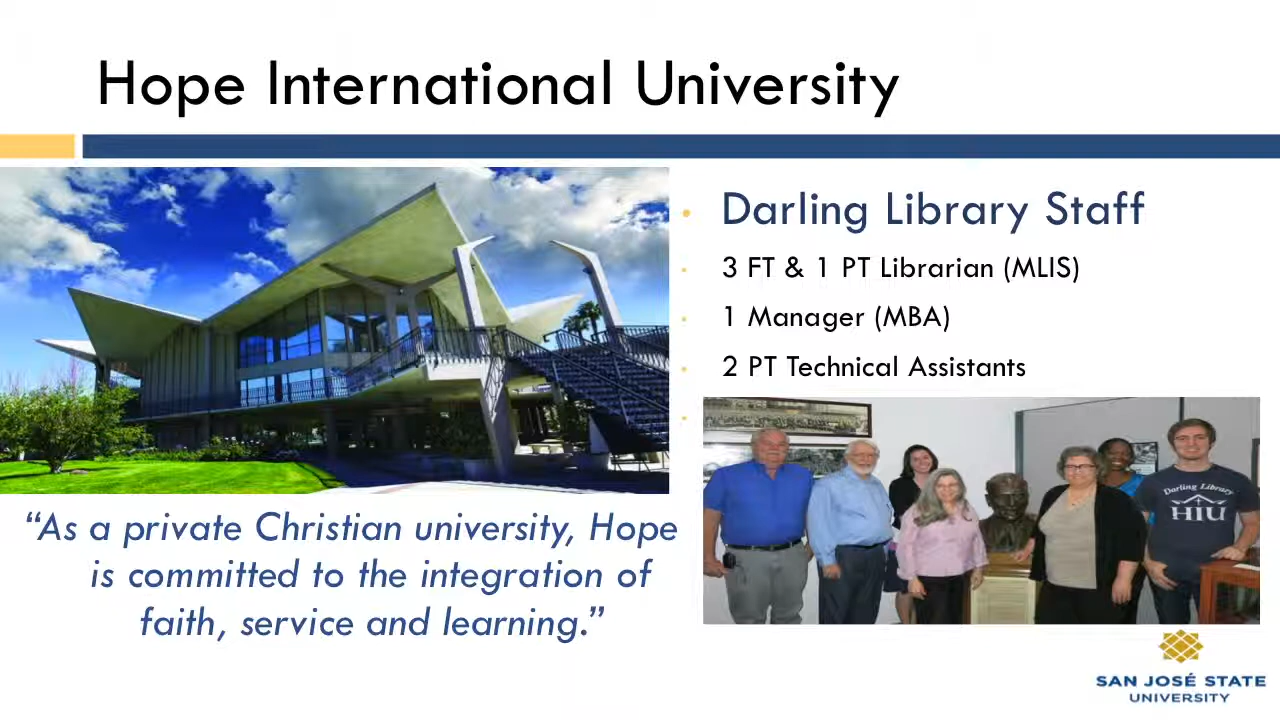 Hope International University
Darling Library Staff
3 FT & 1 PT Librarian (MLIS)
1 Manager (MBA)
2 PT Technical Assistants
Darling Library
HIU
“As a private Christian university, Hope
is committed to the integration of
faith, service and learning.”
SAN JOSÉ STATE
UNIVERSITY